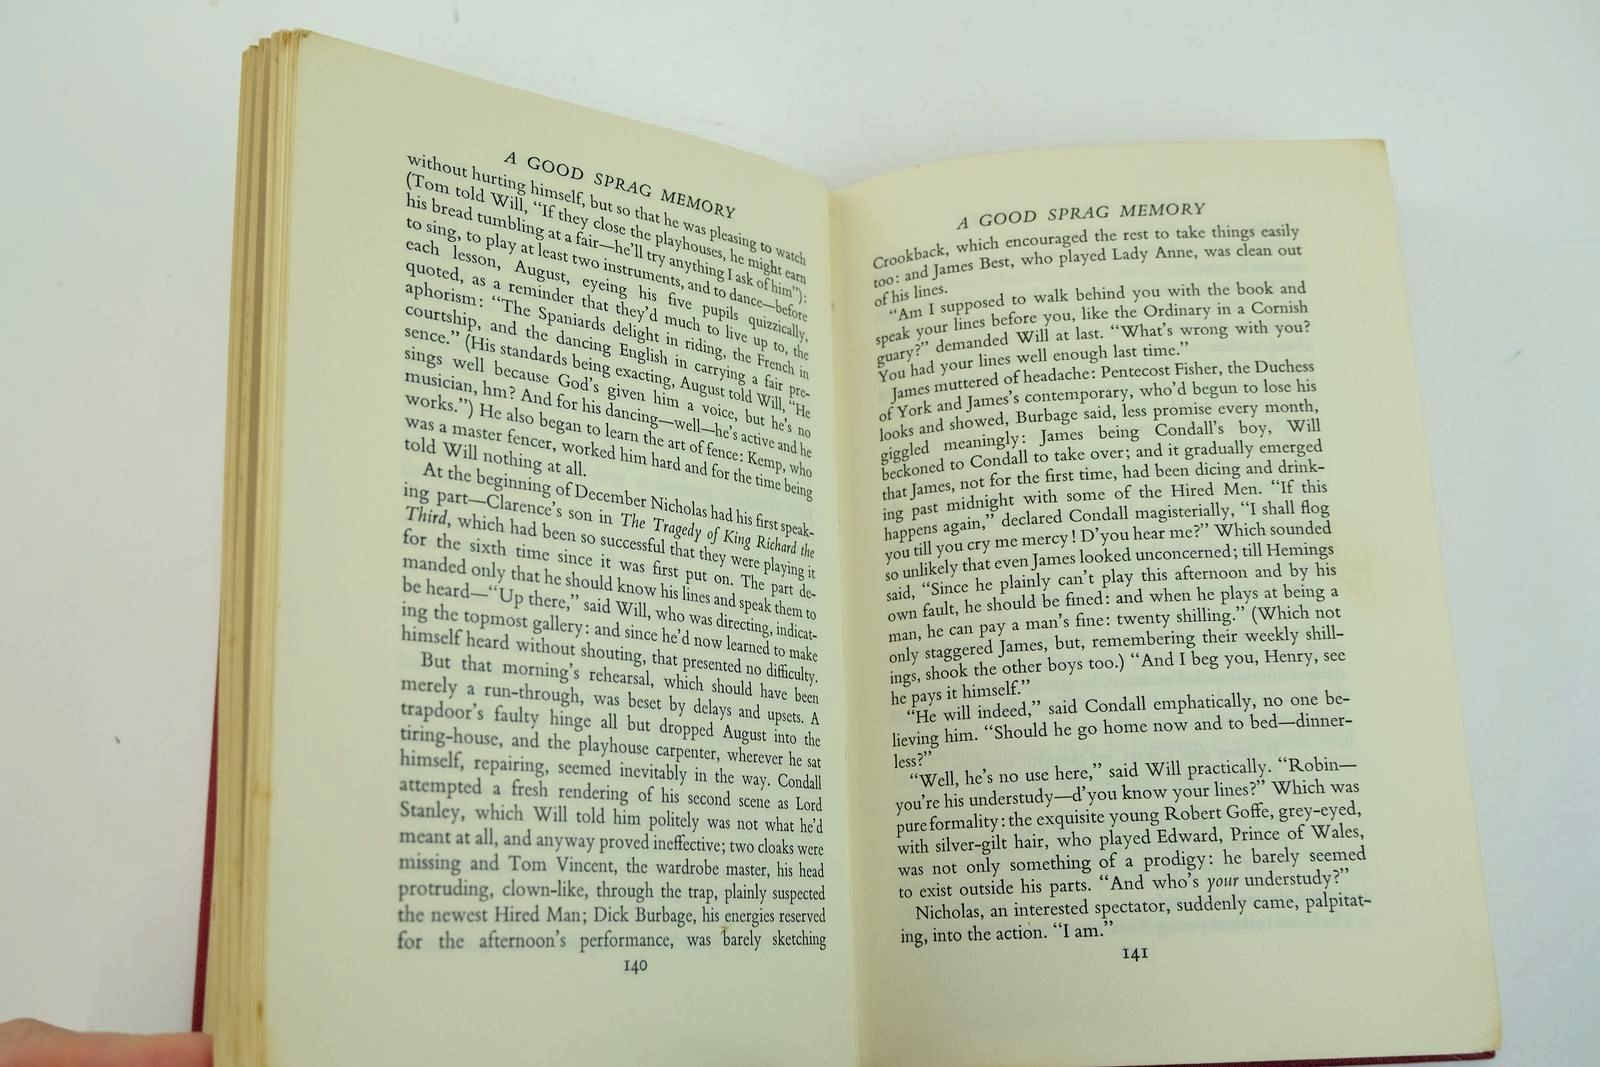 A GOOD SPRAG MEMORY
without hurting himself, but so that he was pleasing to watch
(Tom told Will, “If they close the playhouses, he might earn
his bread tumbling at a fair—he’ll try anything I ask of him”):
to sing, to play at least two instruments, and to dance—before
each lesson, August, eyeing his five pupils quizzically,
quoted, as a reminder that they’d much to live up to, the
aphorism: “The Spaniards delight in riding, the French in
courtship, and the dancing English in carrying a fair pre-
sence.” (His standards being exacting, August told Will, “He
sings well because God’s given him a voice, but he’s no
musician, hm? And for his dancing—well—he’s active and he
works.”) He also began to learn the art of fence: Kemp, who
was a master fencer, worked him hard and for the time being
told Will nothing at all.
At the beginning of December Nicholas had his first speak-
ing part—Clarence’s son in The Tragedy of King Richard the
Third, which had been so successful that they were playing it
for the sixth time since it was first put on. The part de-
manded only that he should know his lines and speak them to
be heard—“Up there,” said Will, who was directing, indicat-
ing the topmost gallery: and since he’d now learned to make
himself heard without shouting, that presented no difficulty.
But that morning’s rehearsal, which should have been
merely a run-through, was beset by delays and upsets. A
trapdoor’s faulty hinge all but dropped August into the
tiring-house, and the playhouse carpenter, wherever he sat
himself, repairing, seemed inevitably in the way. Condall
attempted a fresh rendering of his second scene as Lord
Stanley, which Will told him politely was not what he’d
meant at all, and anyway proved ineffective; two cloaks were
missing and Tom Vincent, the wardrobe master, his head
protruding, clown-like, through the trap, plainly suspected
the newest Hired Man; Dick Burbage, his energies reserved
for the afternoon’s performance, was barely sketching
140
A GOOD SPRAG MEMORY
Crookback, which encouraged the rest to take things easily
too: and James Best, who played Lady Anne, was clean out
of his lines.
“Am I supposed to walk behind you with the book and
speak your lines before you, like the Ordinary in a Cornish
guary?” demanded Will at last. “What’s wrong with you?
You had your lines well enough last time.”
James muttered of headache: Pentecost Fisher, the Duchess
of York and James’s contemporary, who’d begun to lose his
looks and showed, Burbage said, less promise every month,
giggled meaningly: James being Condall’s boy, Will
beckoned to Condall to take over; and it gradually emerged
that James, not for the first time, had been dicing and drink-
ing past midnight with some of the Hired Men. “If this
happens again,” declared Condall magisterially, “I shall flog
you till you cry me mercy! D’you hear me?” Which sounded
so unlikely that even James looked unconcerned; till Hemings
said, “Since he plainly can’t play this afternoon and by his
own fault, he should be fined: and when he plays at being a
man, he can pay a man’s fine: twenty shilling.” (Which not
only staggered James, but, remembering their weekly shill-
ings, shook the other boys too.) “And I beg you, Henry, see
he pays it himself.”
“He will indeed,” said Condall emphatically, no one be-
lieving him. “Should he go home now and to bed—dinner-
less?”
“Well, he’s no use here,” said Will practically. “Robin—
you’re his understudy—d’you know your lines?” Which was
pure formality: the exquisite young Robert Goffe, grey-eyed,
with silver-gilt hair, who played Edward, Prince of Wales,
was not only something of a prodigy: he barely seemed
to exist outside his parts. “And who’s your understudy?”
Nicholas, an interested spectator, suddenly came, palpitat-
ing, into the action. “I am.”
141